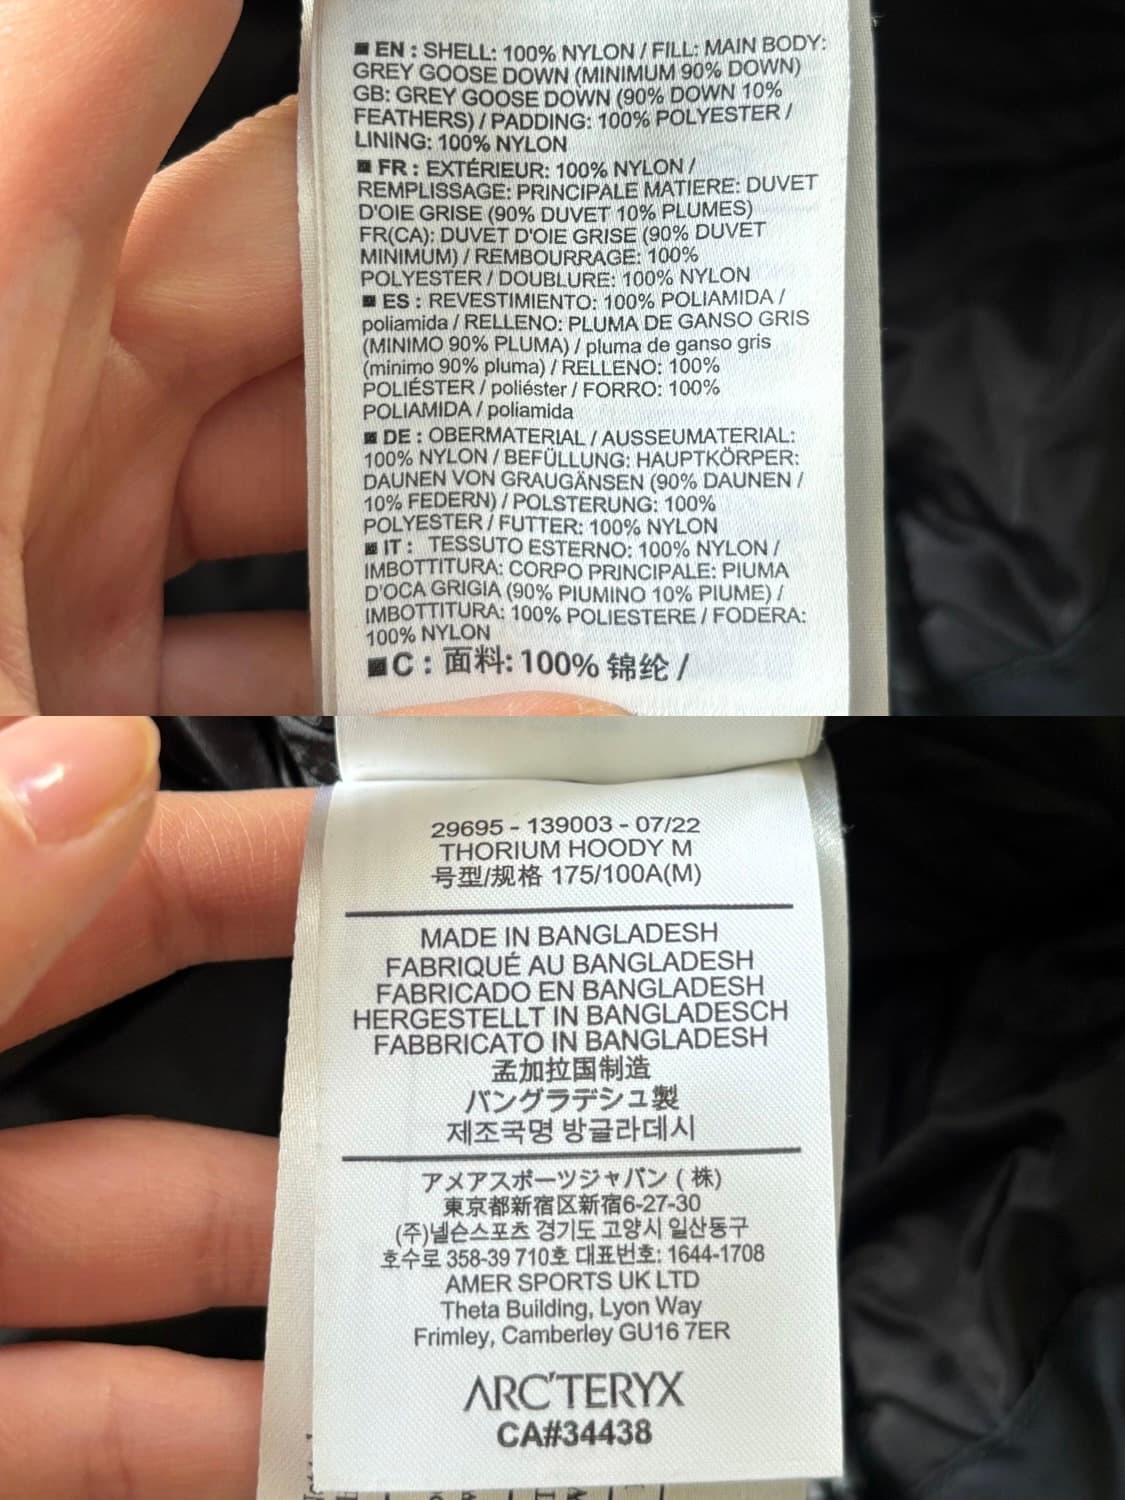 ■ EN : SHELL: 100% NYLON / FILL: MAIN BODY:
GREY GOOSE DOWN (MINIMUM 90% DOWN)
GB: GREY GOOSE DOWN (90% DOWN 10%
FEATHERS) / PADDING: 100% POLYESTER /
LINING: 100% NYLON
■ FR : EXTÉRIEUR: 100% NYLON /
REMPLISSAGE: PRINCIPALE MATIERE: DUVET
D'OIE GRISE (90% DUVET 10% PLUMES)
FR(CA): DUVET D'OIE GRISE (90% DUVET
MINIMUM) / REMBOURRAGE: 100%
POLYESTER / DOUBLURE: 100% NYLON
■ ES : REVESTIMIENTO: 100% POLIAMIDA /
poliamida / RELLENO: PLUMA DE GANSO GRIS
(MINIMO 90% PLUMA) / pluma de ganso gris
(minimo 90% pluma) / RELLENO: 100%
POLIÉSTER / poliéster / FORRO: 100%
POLIAMIDA / poliamida
■ DE : OBERMATERIAL / AUSSEUMATERIAL:
100% NYLON / BEFÜLLUNG: HAUPTKÖRPER:
DAUNEN VON GRAUGÄNSEN (90% DAUNEN /
10% FEDERN) / POLSTERUNG: 100%
POLYESTER / FUTTER: 100% NYLON
■ IT : TESSUTO ESTERNO: 100% NYLON /
IMBOTTITURA: CORPO PRINCIPALE: PIUMA
D'OCA GRIGIA (90% PIUMINO 10% PIUME) /
IMBOTTITURA: 100% POLIESTERE / FODERA:
100% NYLON
■ C : 面料: 100% 锦纶 /
29695 - 139003 - 07/22
THORIUM HOODY M
号型/规格 175/100A(M)
MADE IN BANGLADESH
FABRIQUÉ AU BANGLADESH
FABRICADO EN BANGLADESH
HERGESTELLT IN BANGLADESCH
FABBRICATO IN BANGLADESH
孟加拉国制造
バングラデシュ製
제조국명 방글라데시
アメアスポーツジャパン ( 株)
東京都新宿区新宿6-27-30
(주)넬슨스포츠 경기도 고양시 일산동구
호수로 358-39 710호 대표번호: 1644-1708
AMER SPORTS UK LTD
Theta Building, Lyon Way
Frimley, Camberley GU16 7ER
ARC'TERYX
CA#34438